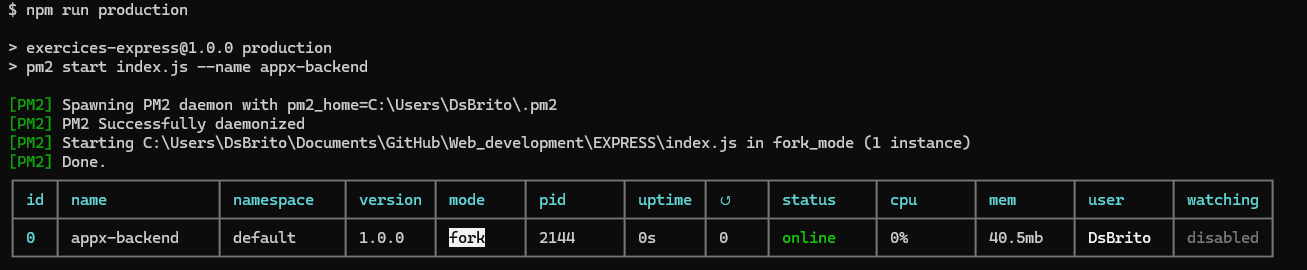 $ npm run production
> exercices-express@1.0.0 production
> pm2 start index.js --name appx-backend
[PM2] Spawning PM2 daemon with pm2_home=C:\Users\DsBrito\.pm2
[PM2] PM2 Successfully daemonized
[PM2] Starting C:\Users\DsBrito\Documents\GitHub\Web_development\EXPRESS\index.js in fork_mode (1 instance)
[PM2] Done.
id name namespace version mode pid uptime ↺ status cpu mem user watching
0 appx-backend default 1.0.0 fork 2144 0s 0 online 0% 40.5mb DsBrito disabled